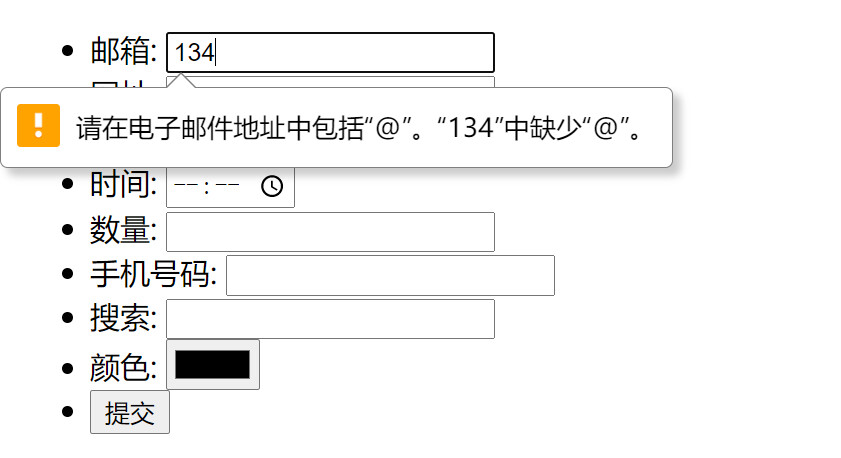 邮箱: 134
请在电子邮件地址中包括“@”。“134”中缺少“@”。
时间: --:--
数量:
手机号码:
搜索:
颜色:
提交